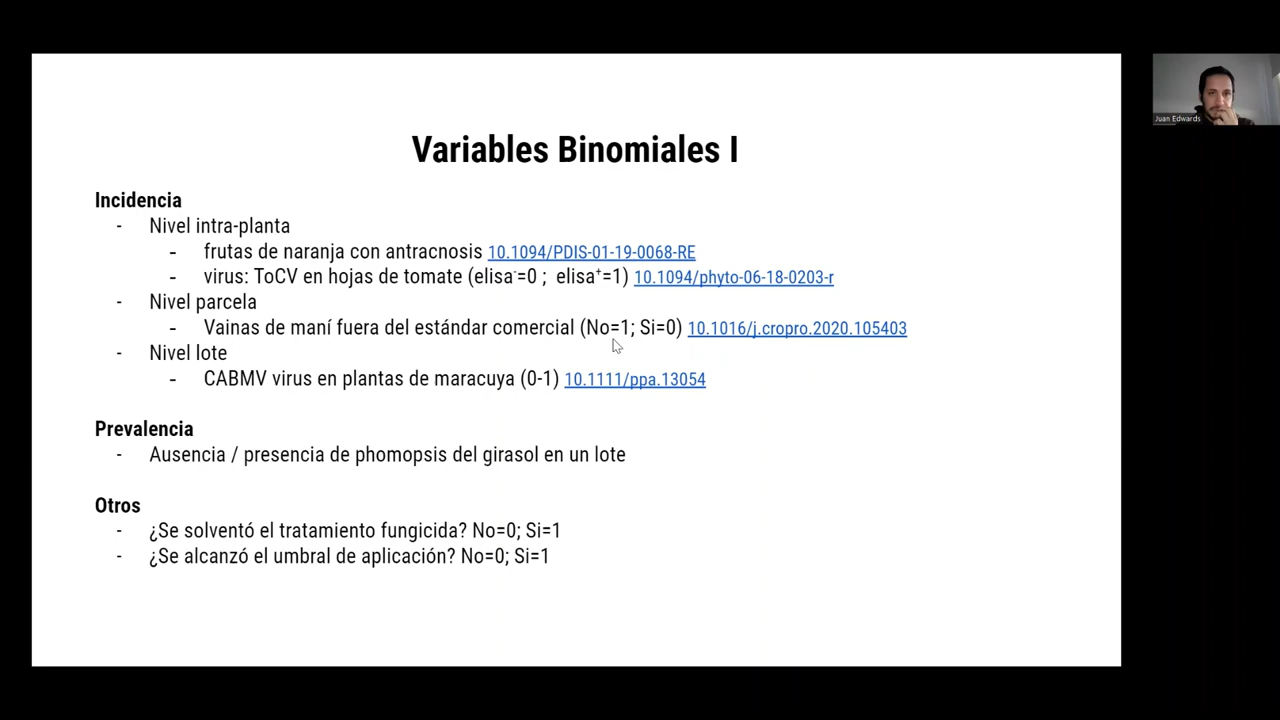 Variables Binomiales I
Juan Edwards
Incidencia
- Nivel intra-planta
- frutas de naranja con antracnosis 10.1094/PDIS-01-19-0068-RE
- virus: ToCV en hojas de tomate (elisa⁻=0 ; elisa⁺=1) 10.1094/phyto-06-18-0203-r
- Nivel parcela
- Vainas de maní fuera del estándar comercial (No=1; Si=0) 10.1016/j.cropro.2020.105403
- Nivel lote
- CABMV virus en plantas de maracuya (0-1) 10.1111/ppa.13054
Prevalencia
- Ausencia / presencia de phomopsis del girasol en un lote
Otros
- ¿Se solventó el tratamiento fungicida? No=0; Si=1
- ¿Se alcanzó el umbral de aplicación? No=0; Si=1